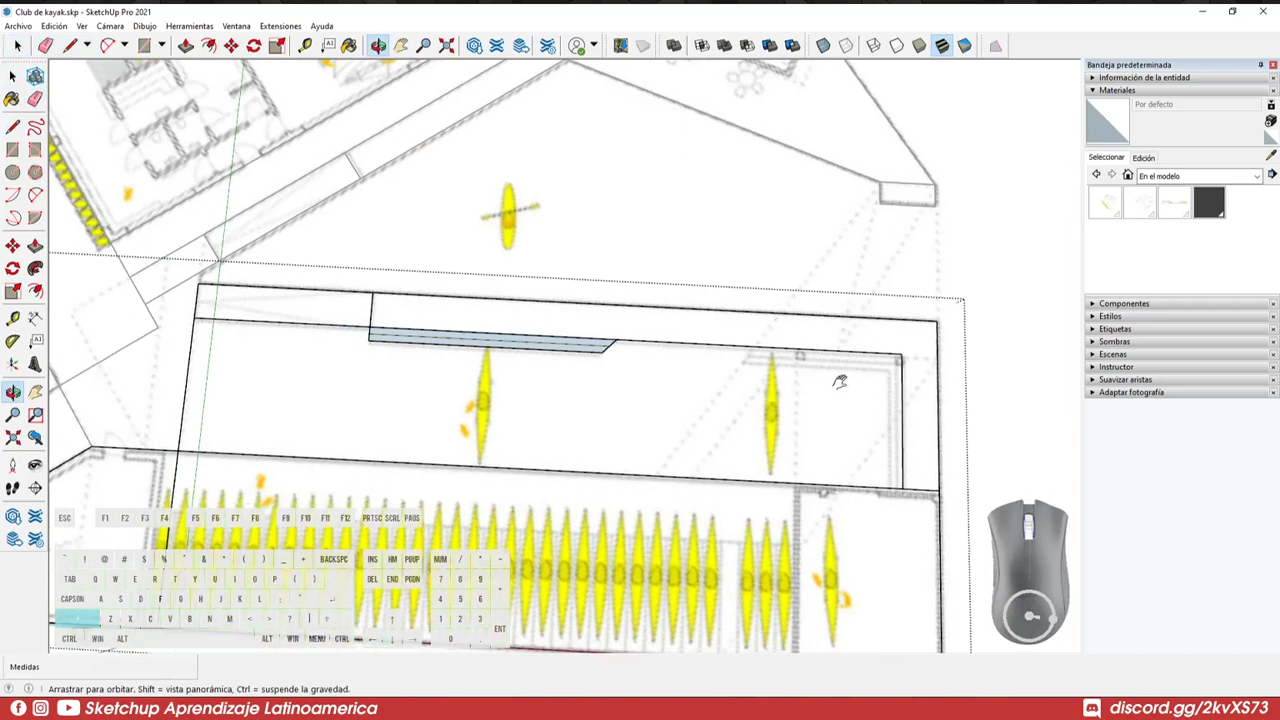 Club de kayak.skp - SketchUp Pro 2021
Archivo Edición Ver Cámara Dibujo Herramientas Ventana Extensiones Ayuda
Bandeja predeterminada
Información de la entidad
Materiales
Por defecto
Seleccionar Edición
En el modelo
Componentes
Estilos
Etiquetas
Sombras
Escenas
Instructor
Suavizar aristas
Adaptar fotografía
ESC F1 F2 F3 F4 F5 F6 F7 F8 F9 F10 F11 F12 PRTSC SCRL PAUS
~ ! @ # $ % ^ & * ( ) _ + BACKSPC INS HM PGUP NUM / * -
TAB Q W E R T Y U I O P { } DEL END PGDN 7 8 9
CAPSON A S D F G H J K L : " ↵ 4 5 6 +
Z X C V B N M < > ? ↑ 1 2 3
CTRL WIN ALT ALT WIN MENU CTRL ← ↓ → 0 . ENT
Medidas
Arrastrar para orbitar. Shift = vista panorámica, Ctrl = suspende la gravedad.
Sketchup Aprendizaje Latinoamerica
discord.gg/2kvXS73